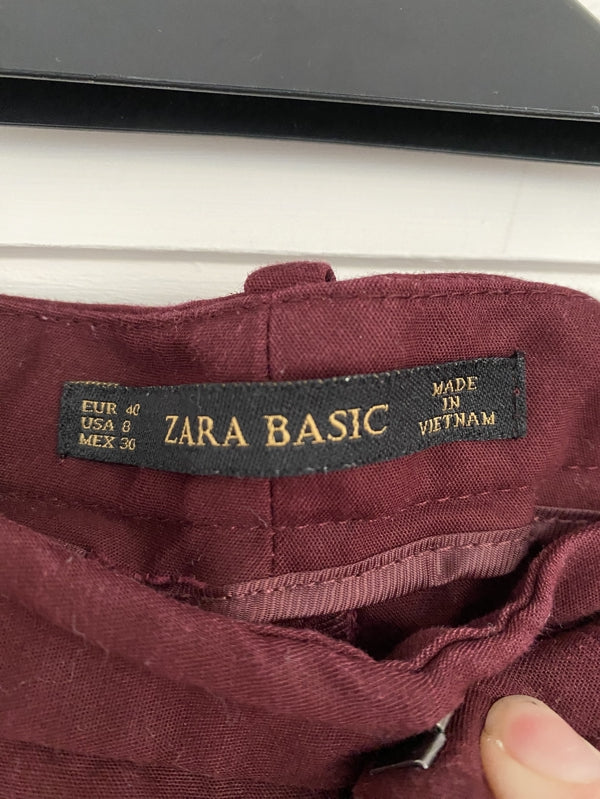 EUR 40
USA 8
MEX 30
ZARA BASIC
MADE
IN
VIETNAM